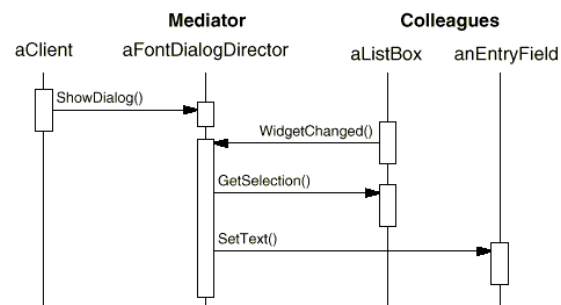 Mediator Colleagues
aClient aFontDialogDirector aListBox anEntryField
ShowDialog()
WidgetChanged()
GetSelection()
SetText()